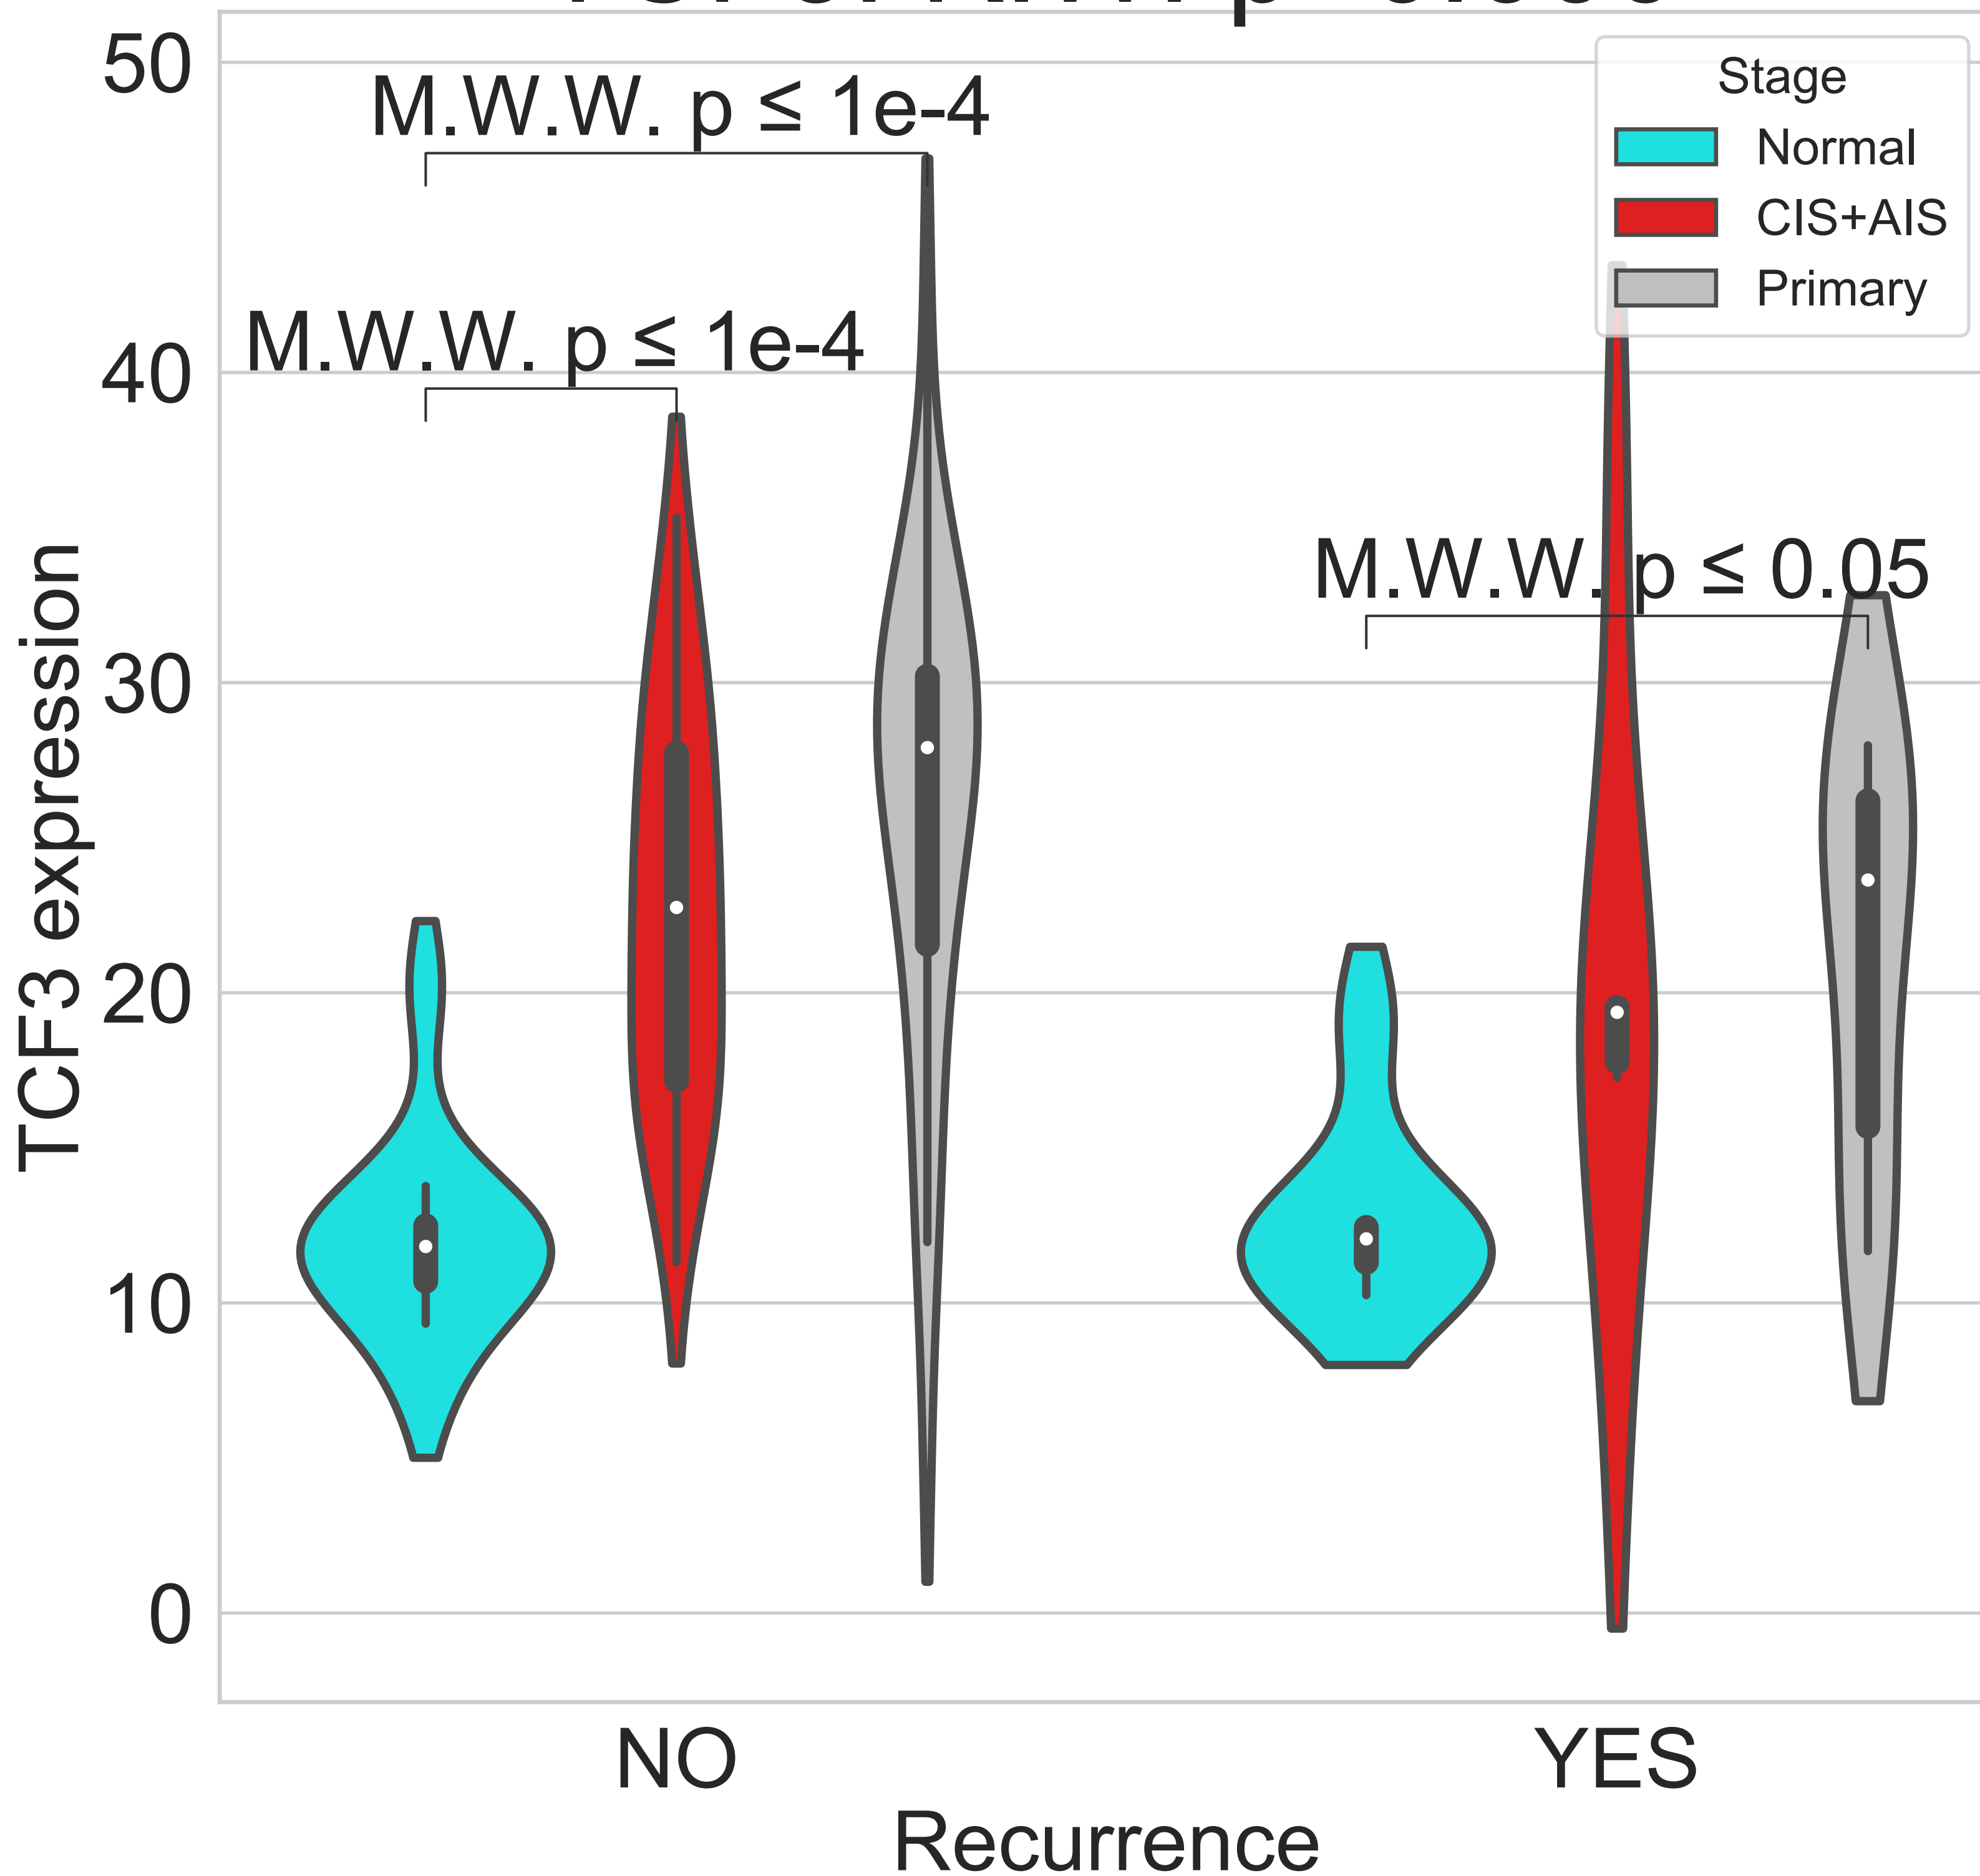 50
M.W.W. p ≤ 1e-4
Stage
Normal
CIS+AIS
Primary
M.W.W. p ≤ 1e-4
40
M.W.W. p ≤ 0.05
30
20
10
0
TCF3 expression
NO
YES
Recurrence